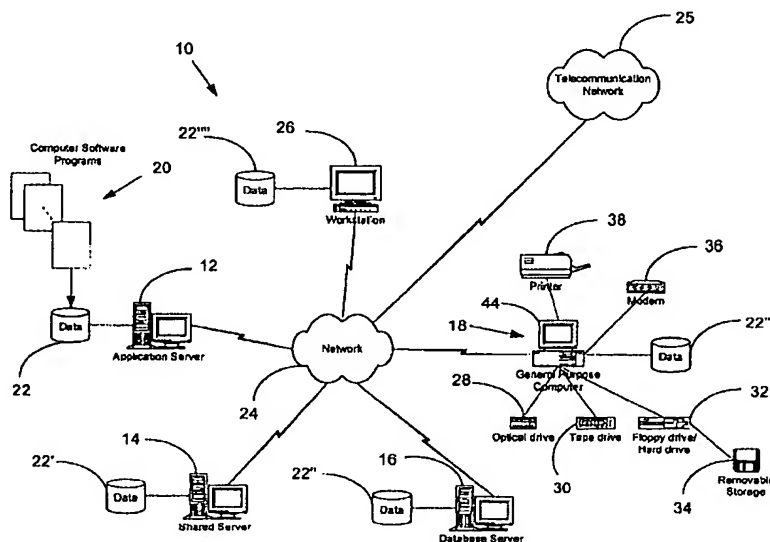 25
10
Telecommunication
Network
22""
26
Computer Software
Programs
20
Data
Workstation
38
12
36
Printer
Modem
44
18
22"
Data
Application Server
Network
Data
22
General Purpose
Computer
24
28
32
Optical drive
Tape drive
Floppy drive/
Hard drive
14
16
30
22'
22"
34
Removable
Storage
Data
Data
Shared Server
Database Server